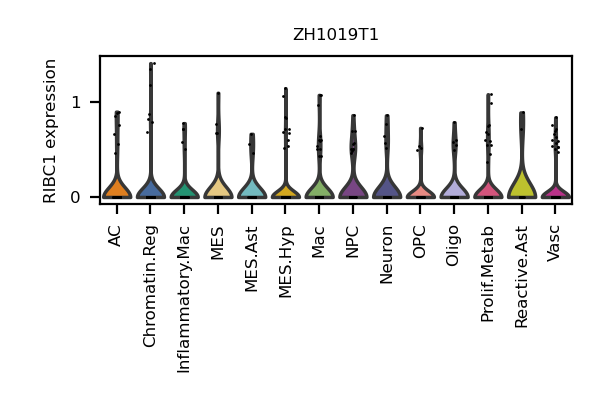 ZH1019T1
RIBC1 expression
1
0
AC
Chromatin.Reg
Inflammatory.Mac
MES
MES.Ast
MES.Hyp
Mac
NPC
Neuron
OPC
Oligo
Prolif.Metab
Reactive.Ast
Vasc